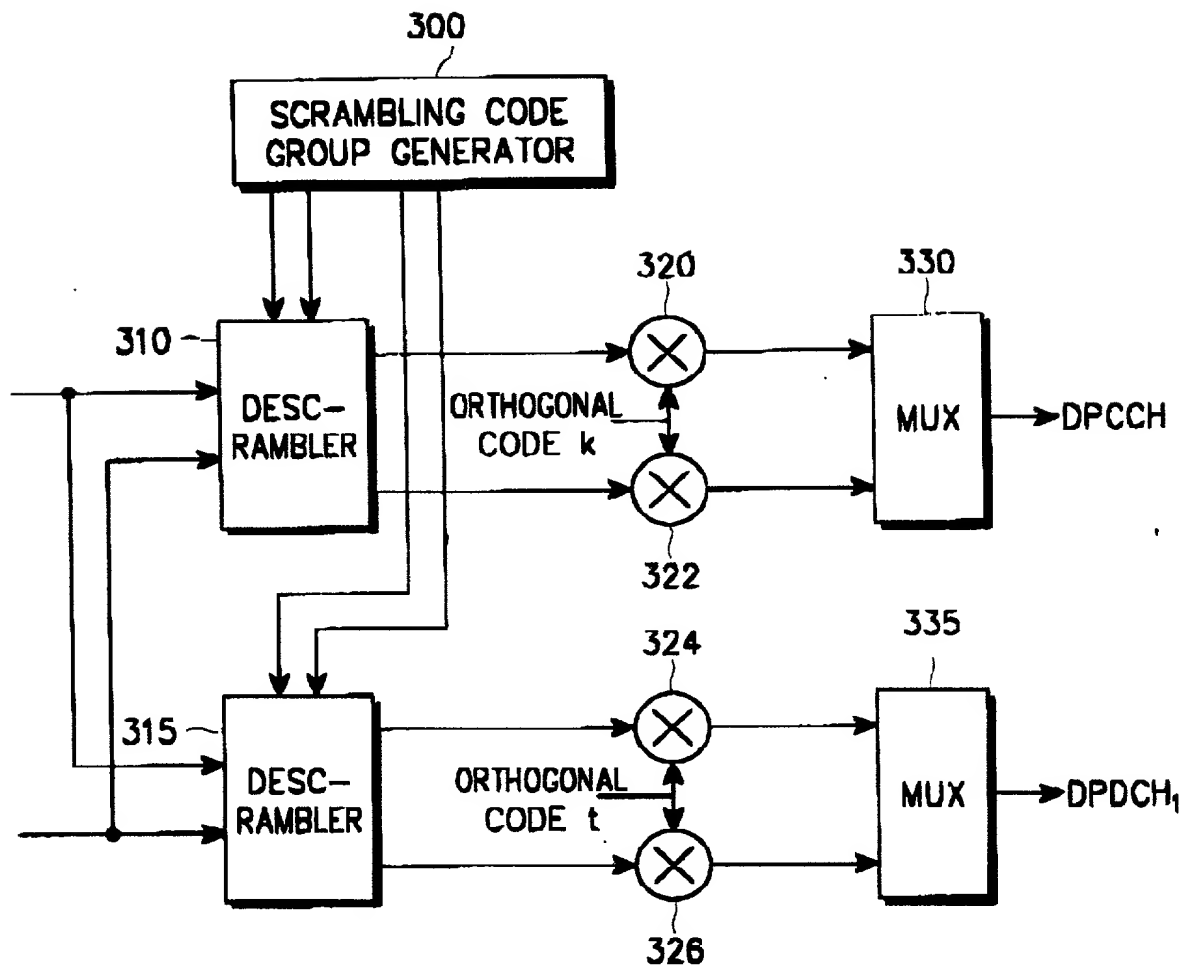 300
SCRAMBLING CODE
GROUP GENERATOR
310
DESC-
RAMBLER
320
ORTHOGONAL
CODE k
322
330
MUX
DPCCH
315
DESC-
RAMBLER
324
ORTHOGONAL
CODE t
326
335
MUX
DPDCH₁